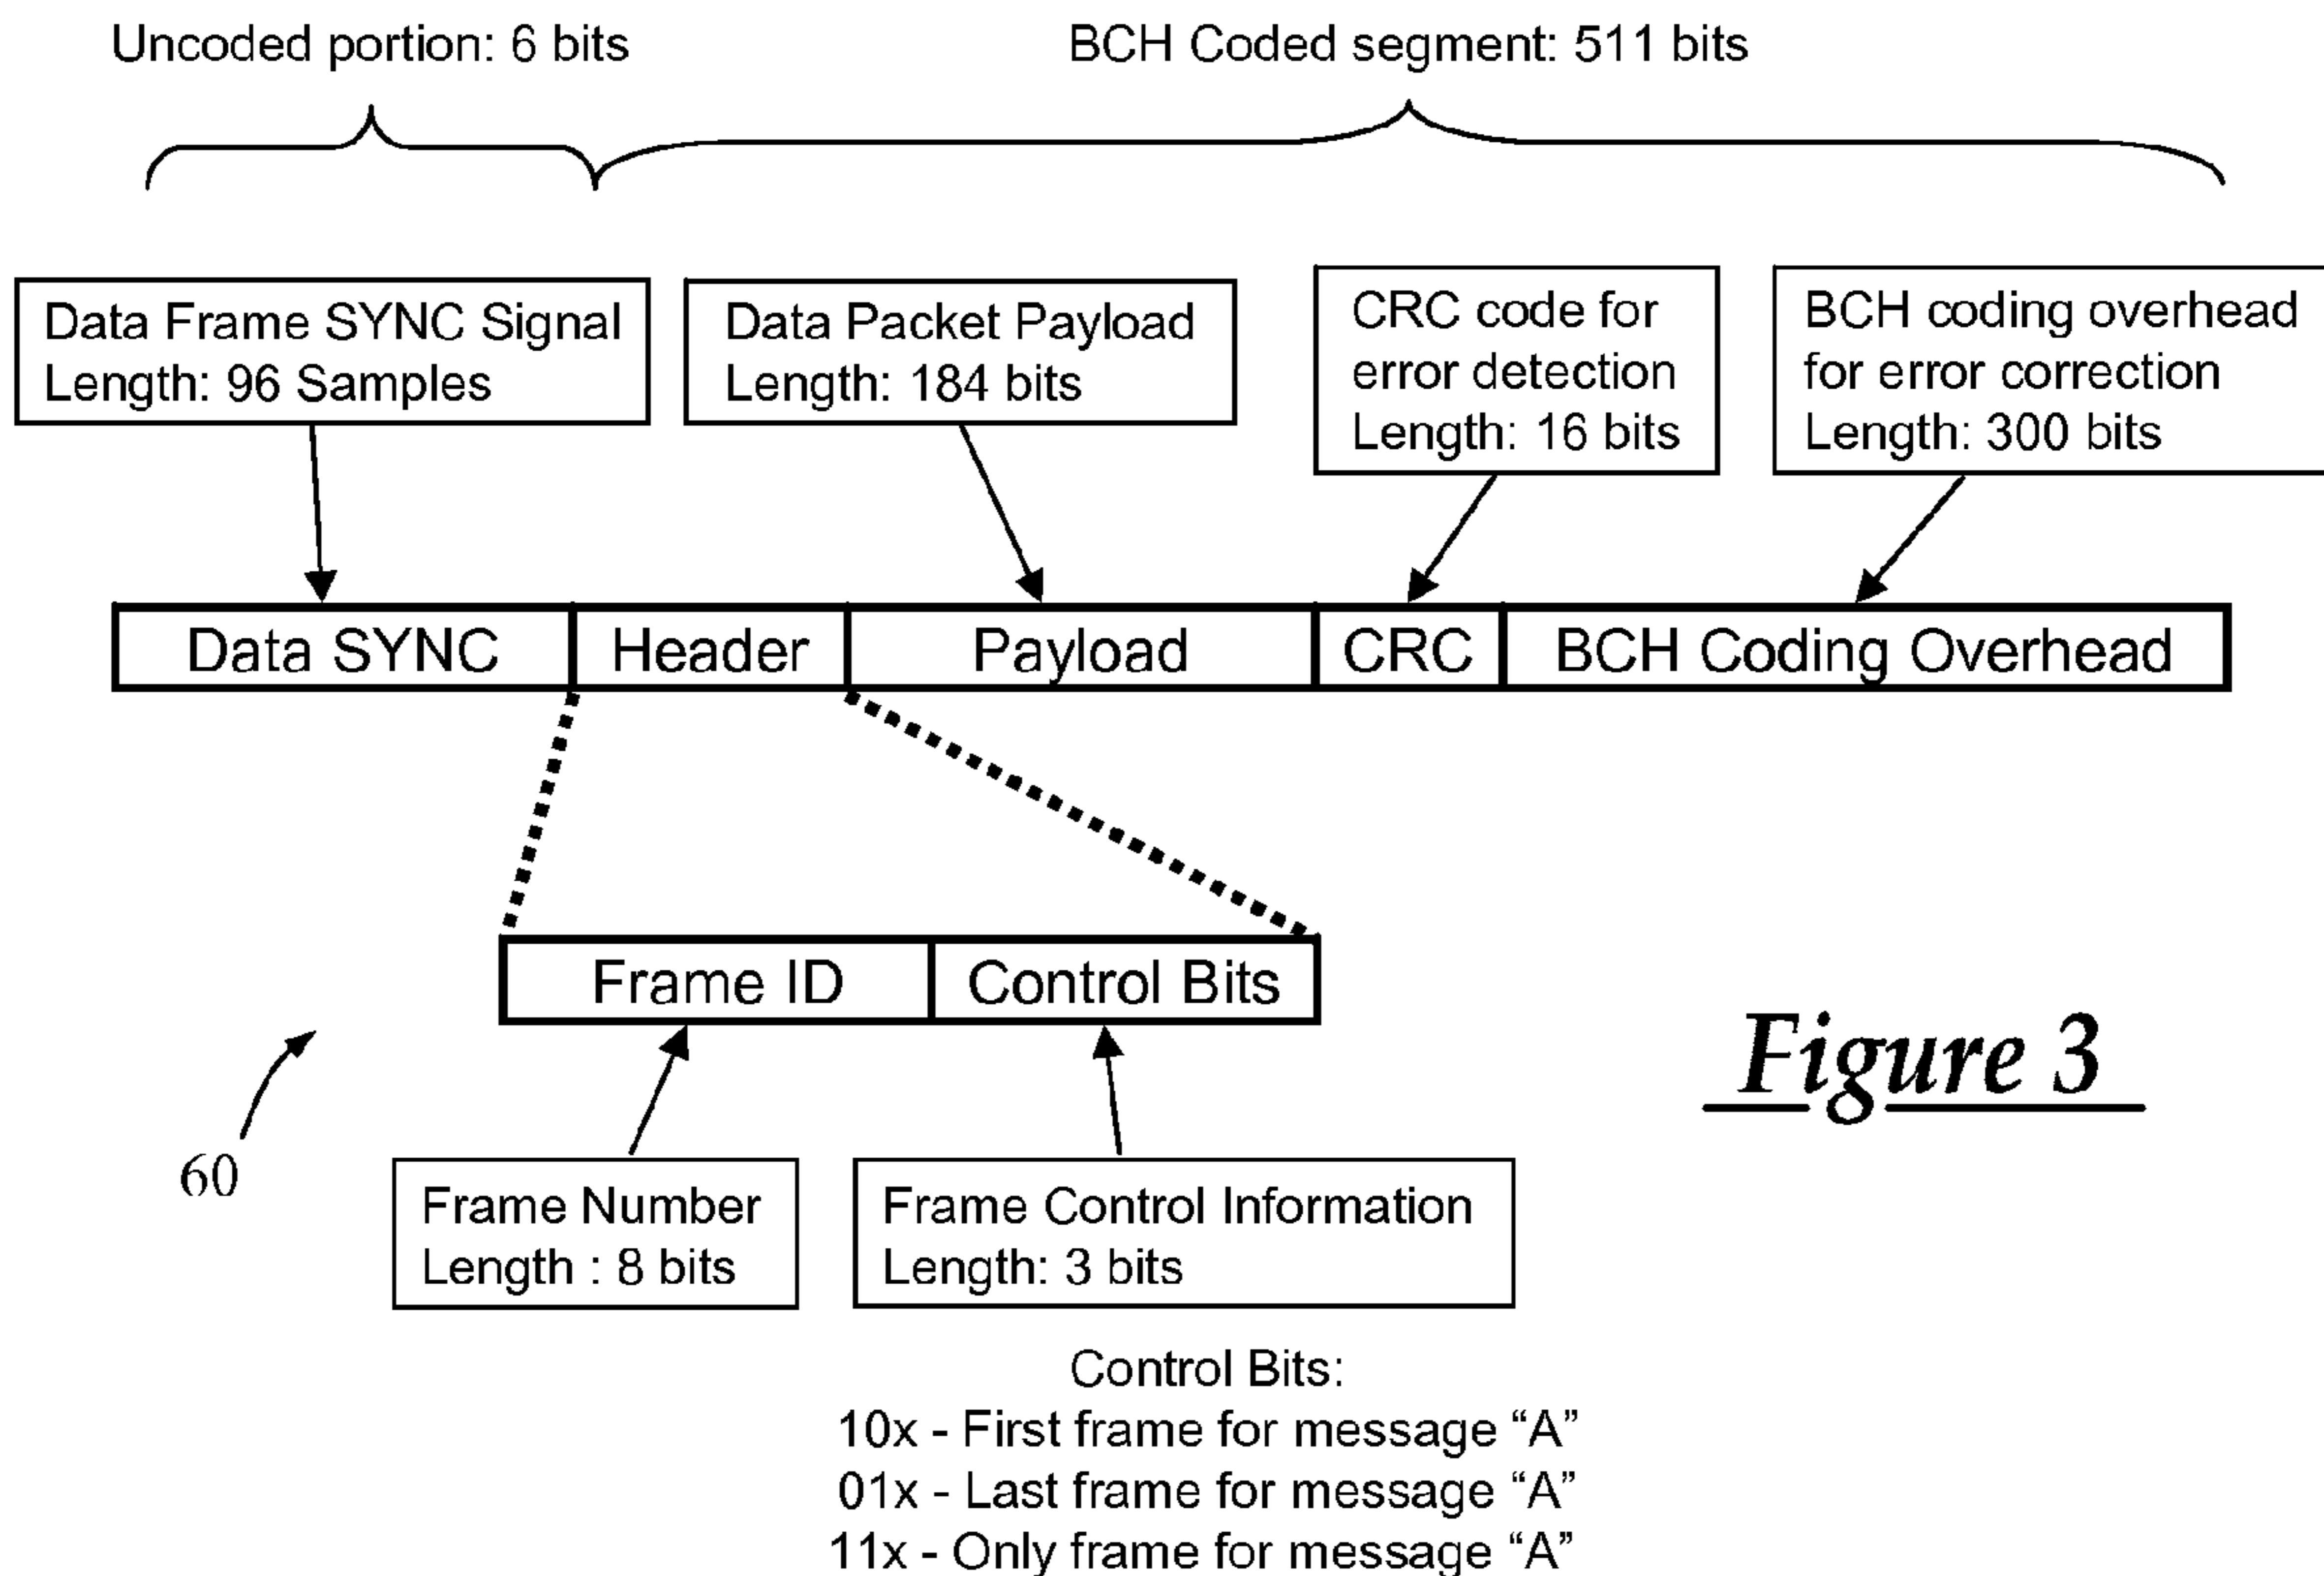 Uncoded portion: 6 bits
BCH Coded segment: 511 bits
Data Frame SYNC Signal
Length: 96 Samples
Data Packet Payload
Length: 184 bits
CRC code for
error detection
Length: 16 bits
BCH coding overhead
for error correction
Length: 300 bits
Data SYNC
Header
Payload
CRC
BCH Coding Overhead
Frame ID
Control Bits
60
Frame Number
Length : 8 bits
Frame Control Information
Length: 3 bits
Figure 3
Control Bits:
10x - First frame for message “A”
01x - Last frame for message “A”
11x - Only frame for message “A”